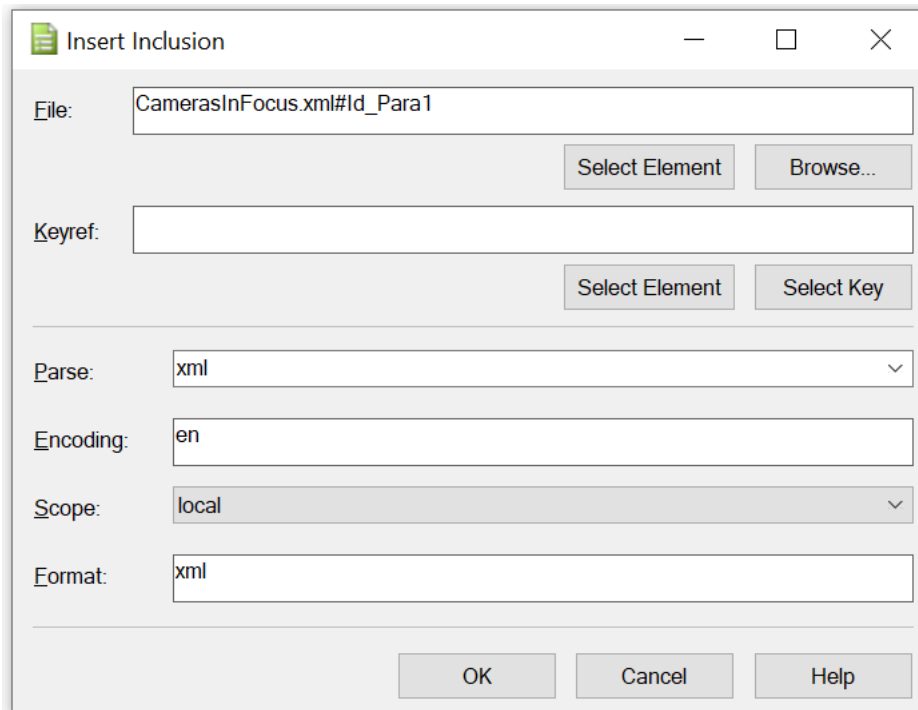 Insert Inclusion
File: CamerasInFocus.xml#Id_Para1
Select Element Browse...
Keyref:
Select Element Select Key
Parse: xml
Encoding: en
Scope: local
Format: xml
OK Cancel Help